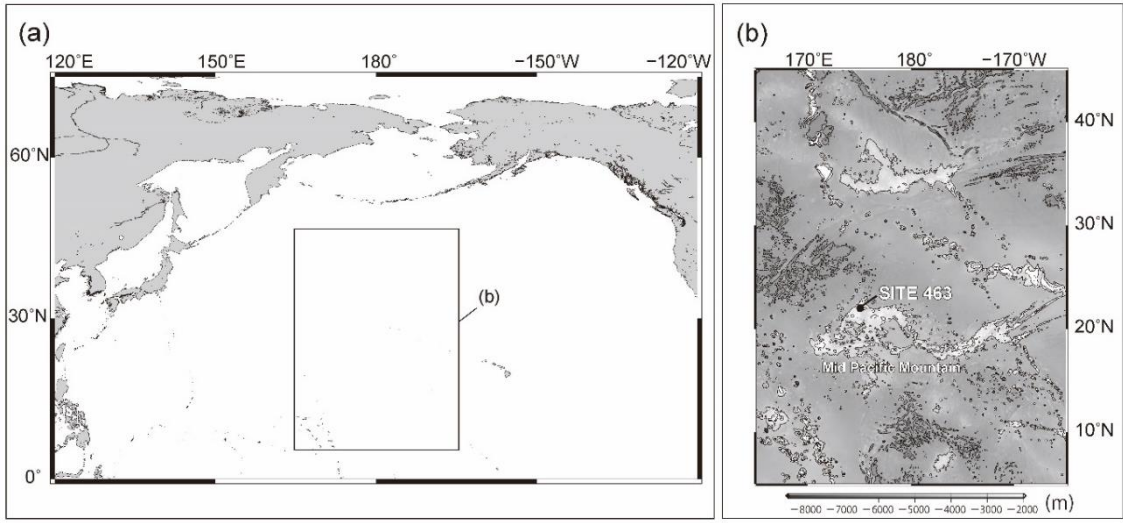 (a)
120°E 150°E 180° −150°W −120°W
60°N
30°N
0°
(b)
(b)
170°E 180° −170°W
40°N
30°N
SITE 463
20°N
Mid Pacific Mountain
10°N
−8000 −7000 −6000 −5000 −4000 −3000 −2000 (m)